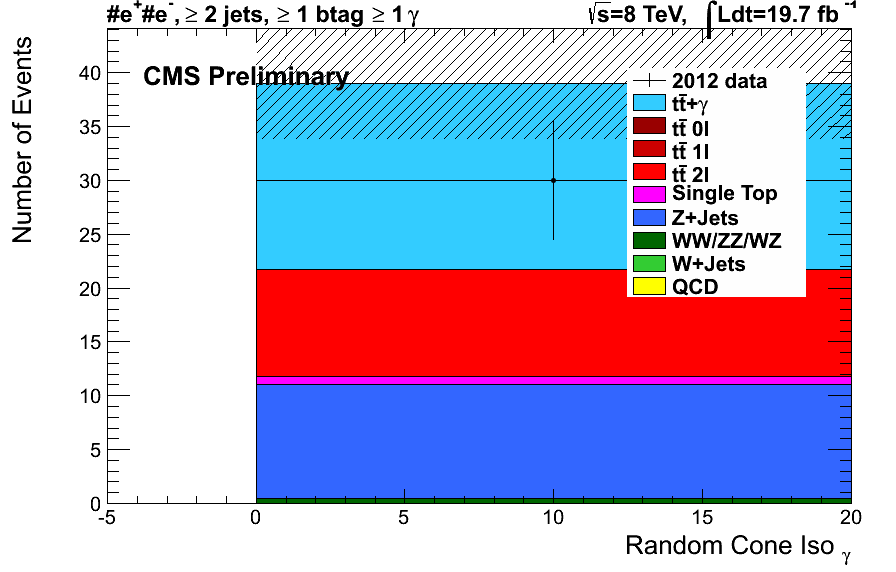 #e⁺#e⁻, ≥ 2 jets, ≥ 1 btag ≥ 1 γ
√s=8 TeV, ∫Ldt=19.7 fb⁻¹
CMS Preliminary
Number of Events
40
35
30
25
20
15
10
5
0
2012 data
tt̄+γ
tt̄ 0l
tt̄ 1l
tt̄ 2l
Single Top
Z+Jets
WW/ZZ/WZ
W+Jets
QCD
-5 0 5 10 15 20
Random Cone Iso γ